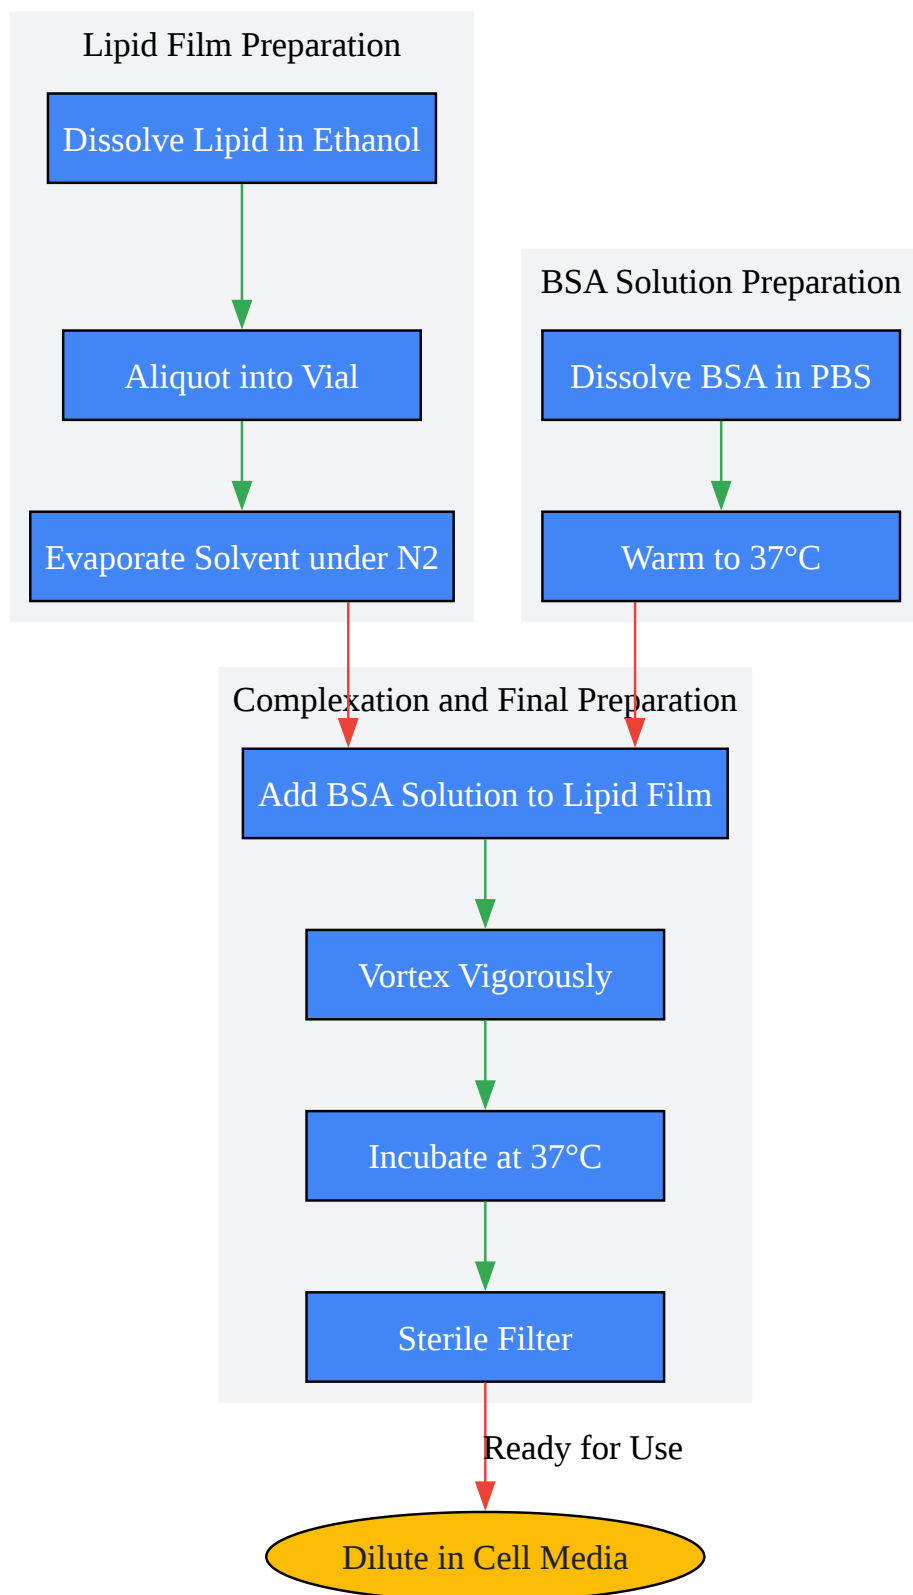 Lipid Film Preparation
Dissolve Lipid in Ethanol
Aliquot into Vial
Evaporate Solvent under N2
BSA Solution Preparation
Dissolve BSA in PBS
Warm to 37°C
Complexation and Final Preparation
Add BSA Solution to Lipid Film
Vortex Vigorously
Incubate at 37°C
Sterile Filter
Ready for Use
Dilute in Cell Media